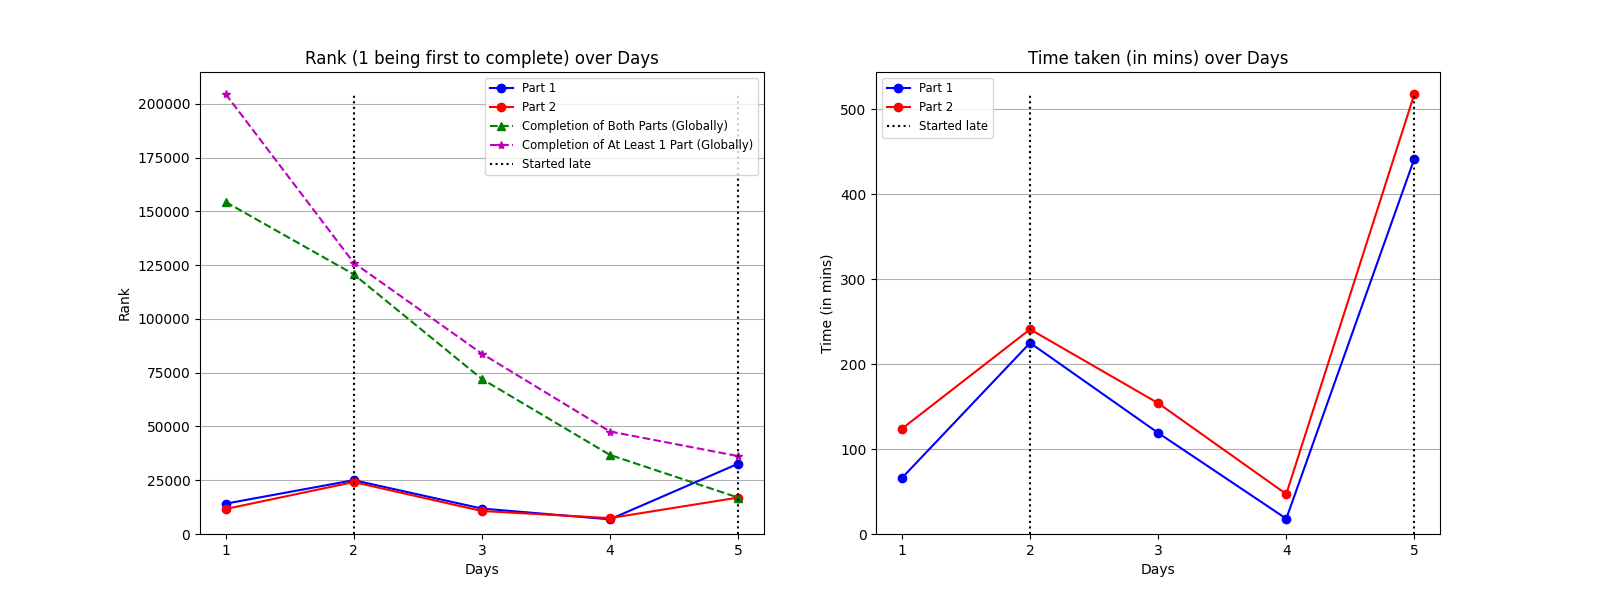 Rank (1 being first to complete) over Days
Part 1
Part 2
Completion of Both Parts (Globally)
Completion of At Least 1 Part (Globally)
Started late
200000
175000
150000
125000
100000
75000
50000
25000
0
Rank
1 2 3 4 5
Days
Time taken (in mins) over Days
Part 1
Part 2
Started late
500
400
300
200
100
0
Time (in mins)
1 2 3 4 5
Days